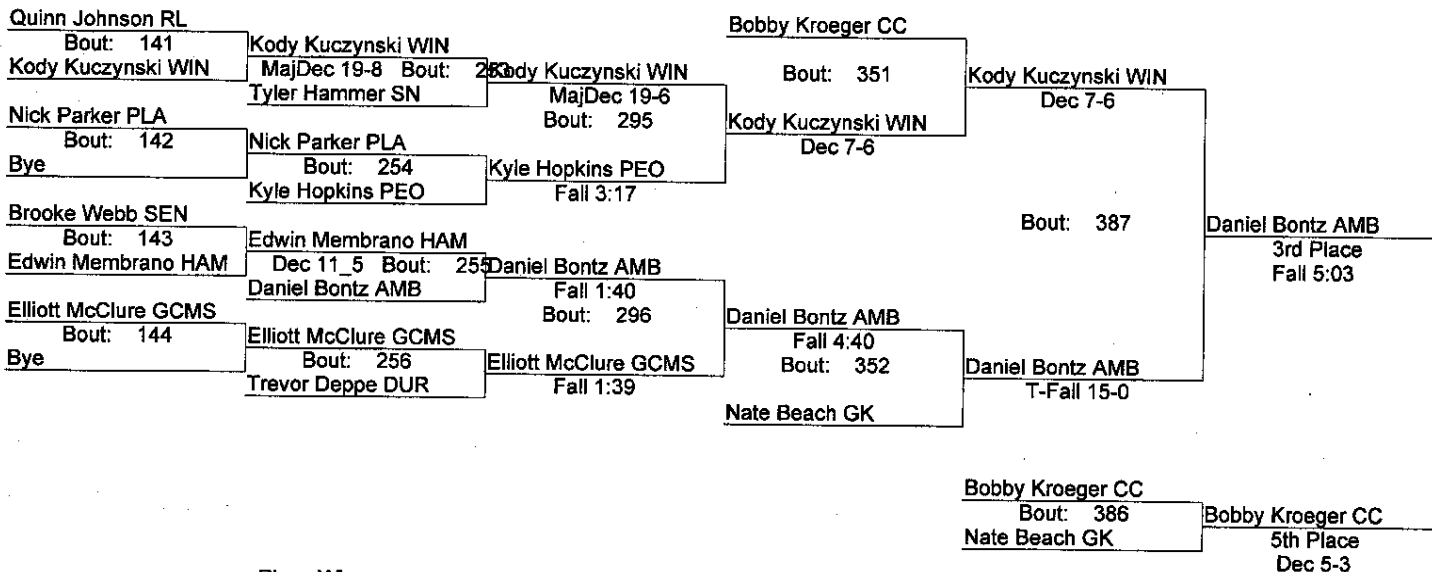 Quinn Johnson RL
Bout: 141
Kody Kuczynski WIN
Nick Parker PLA
Bout: 142
Bye
Brooke Webb SEN
Bout: 143
Edwin Membrano HAM
Elliott McClure GCMS
Bout: 144
Bye
Kody Kuczynski WIN
MajDec 19-8 Bout: 253
Tyler Hammer SN
Nick Parker PLA
Bout: 254
Kyle Hopkins PEO
Edwin Membrano HAM
Dec 11_5 Bout: 255
Daniel Bontz AMB
Elliott McClure GCMS
Bout: 256
Trevor Deppe DUR
Kody Kuczynski WIN
MajDec 19-6
Bout: 295
Kyle Hopkins PEO
Fall 3:17
Daniel Bontz AMB
Fall 1:40
Bout: 296
Elliott McClure GCMS
Fall 1:39
Bobby Kroeger CC
Bout: 351
Kody Kuczynski WIN
Dec 7-6
Daniel Bontz AMB
Fall 4:40
Bout: 352
Nate Beach GK
Kody Kuczynski WIN
Dec 7-6
Bout: 387
Daniel Bontz AMB
T-Fall 15-0
Daniel Bontz AMB
3rd Place
Fall 5:03
Bobby Kroeger CC
Bout: 386
Nate Beach GK
Bobby Kroeger CC
5th Place
Dec 5-3